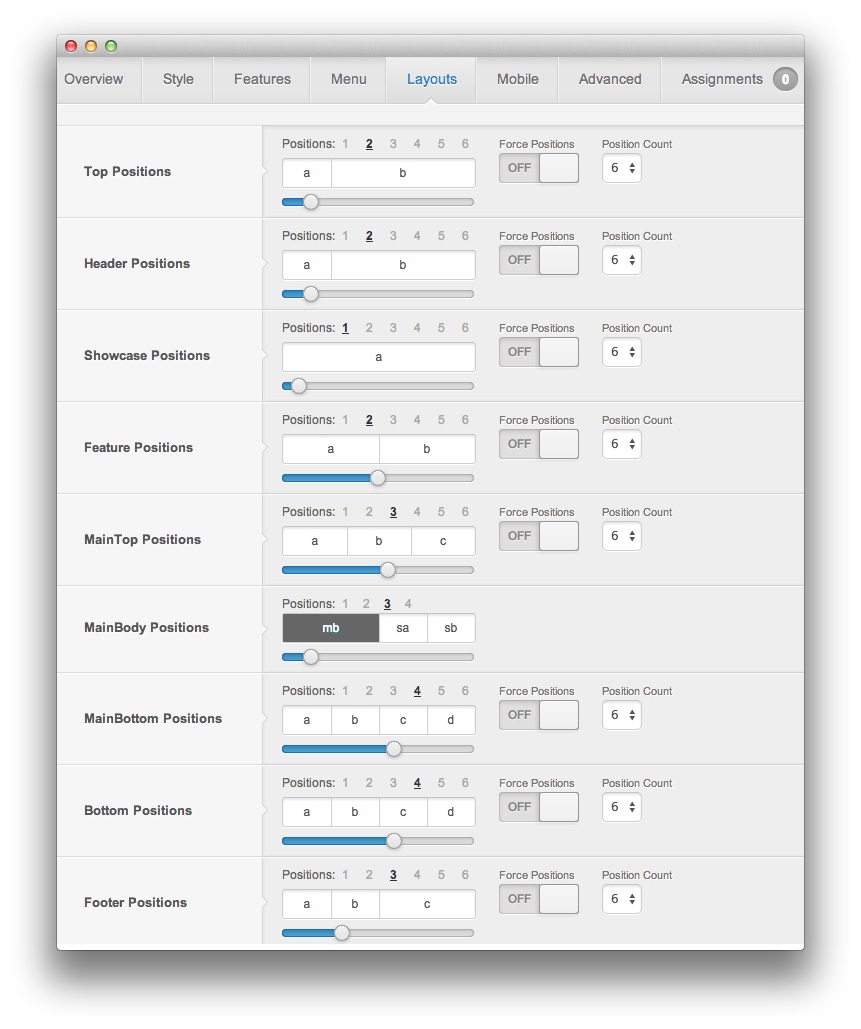 Overview Style Features Menu Layouts Mobile Advanced Assignments 0
Positions: 1 2 3 4 5 6 Force Positions Position Count
Top Positions a b OFF 6
Positions: 1 2 3 4 5 6 Force Positions Position Count
Header Positions a b OFF 6
Positions: 1 2 3 4 5 6 Force Positions Position Count
Showcase Positions a OFF 6
Positions: 1 2 3 4 5 6 Force Positions Position Count
Feature Positions a b OFF 6
Positions: 1 2 3 4 5 6 Force Positions Position Count
MainTop Positions a b c OFF 6
Positions: 1 2 3 4
MainBody Positions mb sa sb
Positions: 1 2 3 4 5 6 Force Positions Position Count
MainBottom Positions a b c d OFF 6
Positions: 1 2 3 4 5 6 Force Positions Position Count
Bottom Positions a b c d OFF 6
Positions: 1 2 3 4 5 6 Force Positions Position Count
Footer Positions a b c OFF 6